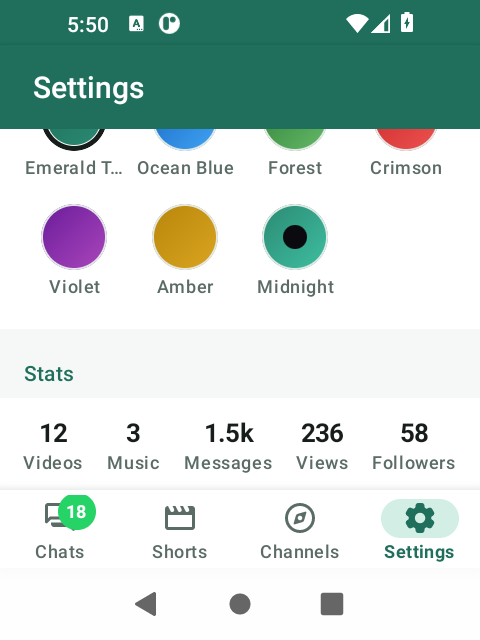 5:50
A
Settings
Emerald T... Ocean Blue Forest Crimson
Violet Amber Midnight
Stats
12 3 1.5k 236 58
Videos Music Messages Views Followers
18
Chats Shorts Channels Settings